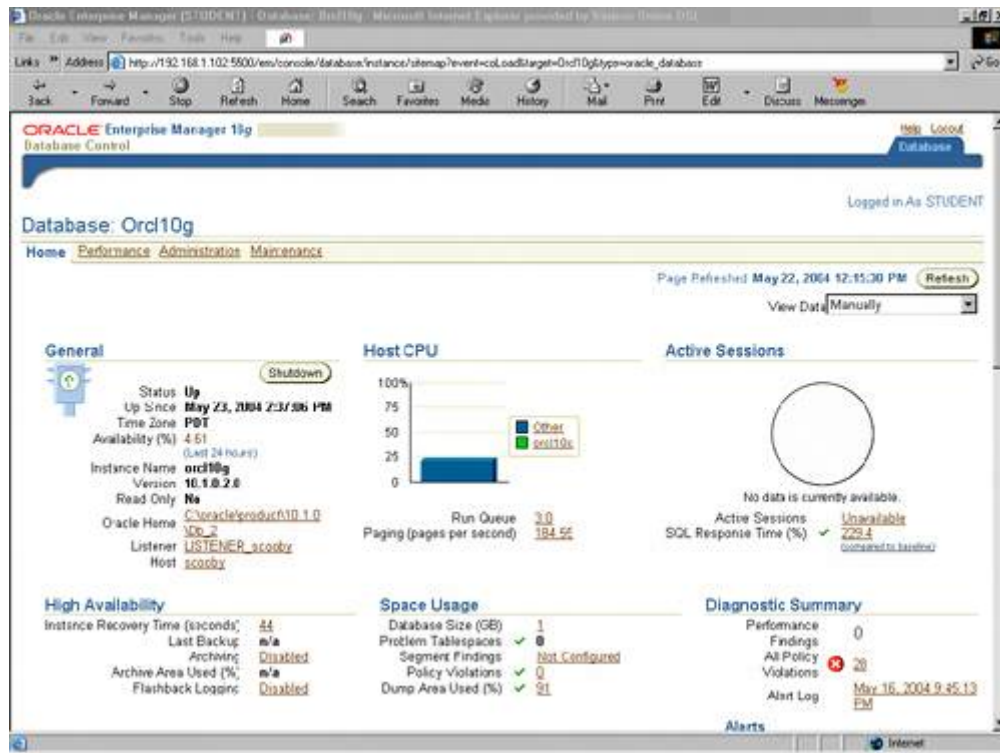 Oracle Enterprise Manager (STUDENT) - Database: Orcl10g - Microsoft Internet Explorer provided by
File Edit View Favorites Tools Help
Links » Address http://192.168.1.102:5500/em/console/database/instance/sitemap?event=doLoad&target=Orcl10g&type=oracle_database Go
Back Forward Stop Refresh Home Search Favorites Media History Mail Print Edit Discuss Messenger
ORACLE Enterprise Manager 10g
Database Control
Help Logout
Database
Logged in As STUDENT
Database: Orcl10g
Home Performance Administration Maintenance
Page Refreshed May 22, 2004 12:15:30 PM Refresh
View Data Manually
General
Shutdown
Status Up
Up Since May 23, 2004 2:37:06 PM
Time Zone PDT
Availability (%) 4.61
(Last 24 hours)
Instance Name orcl10g
Version 10.1.0.2.0
Read Only No
Oracle Home C:\oracle\product\10.1.0
\Db_2
Listener LISTENER_scooby
Host scooby
Host CPU
100%
75
50
25
0
Other
orcl10g
Run Queue 3.0
Paging (pages per second) 184.56
Active Sessions
No data is currently available.
Active Sessions Unavailable
SQL Response Time (%) 229.4
(compared to baseline)
High Availability
Instance Recovery Time (seconds) 44
Last Backup n/a
Archiving Disabled
Archive Area Used (%) n/a
Flashback Logging Disabled
Space Usage
Database Size (GB) 1
Problem Tablespaces 0
Segment Findings Not Configured
Policy Violations 0
Dump Area Used (%) 91
Diagnostic Summary
Performance
Findings 0
All Policy
Violations 28
Alert Log May 16, 2004 9:45:13
PM
Alerts
Internet